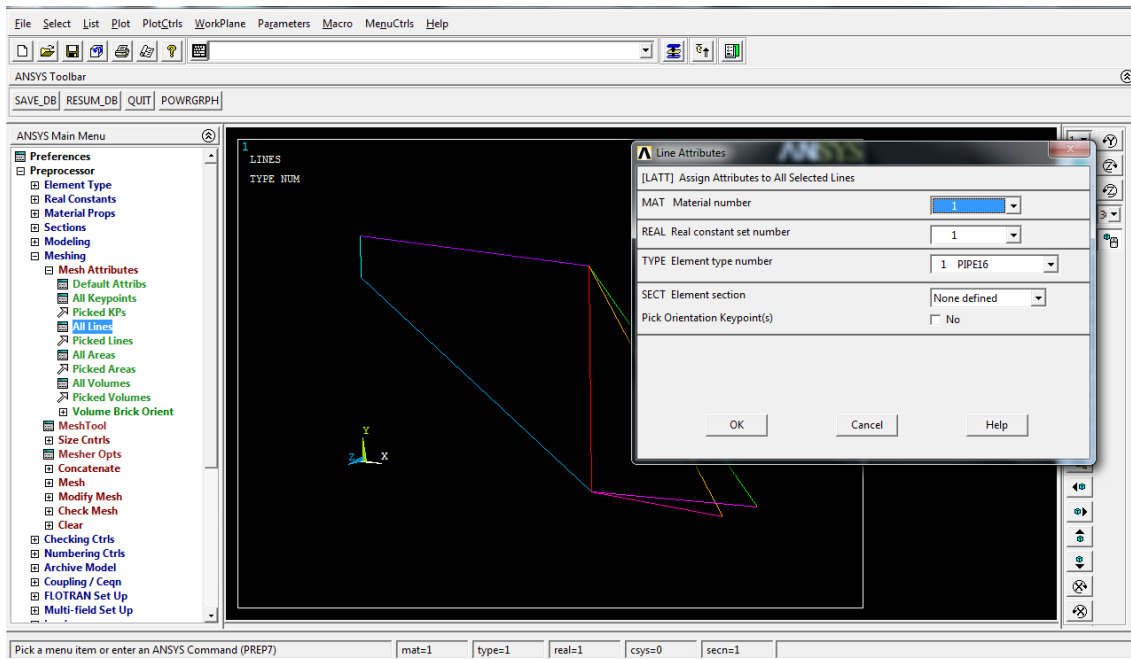 File Select List Plot PlotCtrls WorkPlane Parameters Macro MenuCtrls Help
ANSYS Toolbar
SAVE_DB RESUM_DB QUIT POWRGRPH
ANSYS Main Menu
Preferences
Preprocessor
Element Type
Real Constants
Material Props
Sections
Modeling
Meshing
Mesh Attributes
Default Attribs
All Keypoints
Picked KPs
All Lines
Picked Lines
All Areas
Picked Areas
All Volumes
Picked Volumes
Volume Brick Orient
MeshTool
Size Cntrls
Mesher Opts
Concatenate
Mesh
Modify Mesh
Check Mesh
Clear
Checking Ctrls
Numbering Ctrls
Archive Model
Coupling / Ceqn
FLOTRAN Set Up
Multi-field Set Up
1
LINES
TYPE NUM
Y
Z X
ANSYS
Line Attributes
[LATT] Assign Attributes to All Selected Lines
MAT Material number 1
REAL Real constant set number 1
TYPE Element type number 1 PIPE16
SECT Element section None defined
Pick Orientation Keypoint(s) No
OK Cancel Help
Pick a menu item or enter an ANSYS Command (PREP7) mat=1 type=1 real=1 csys=0 secn=1